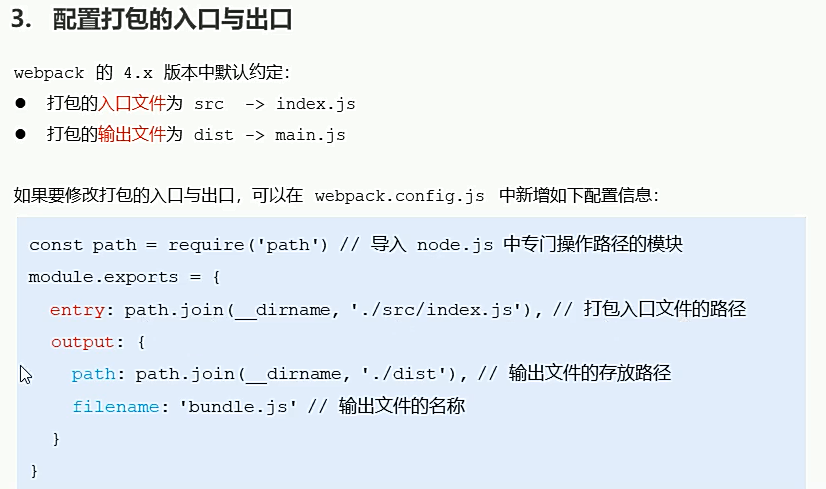 3. 配置打包的入口与出口
webpack 的 4.x 版本中默认约定：
● 打包的入口文件为 src -> index.js
● 打包的输出文件为 dist -> main.js
如果要修改打包的入口与出口，可以在 webpack.config.js 中新增如下配置信息：
const path = require('path') // 导入 node.js 中专门操作路径的模块
module.exports = {
entry: path.join(__dirname, './src/index.js'), // 打包入口文件的路径
output: {
path: path.join(__dirname, './dist'), // 输出文件的存放路径
filename: 'bundle.js' // 输出文件的名称
}
}